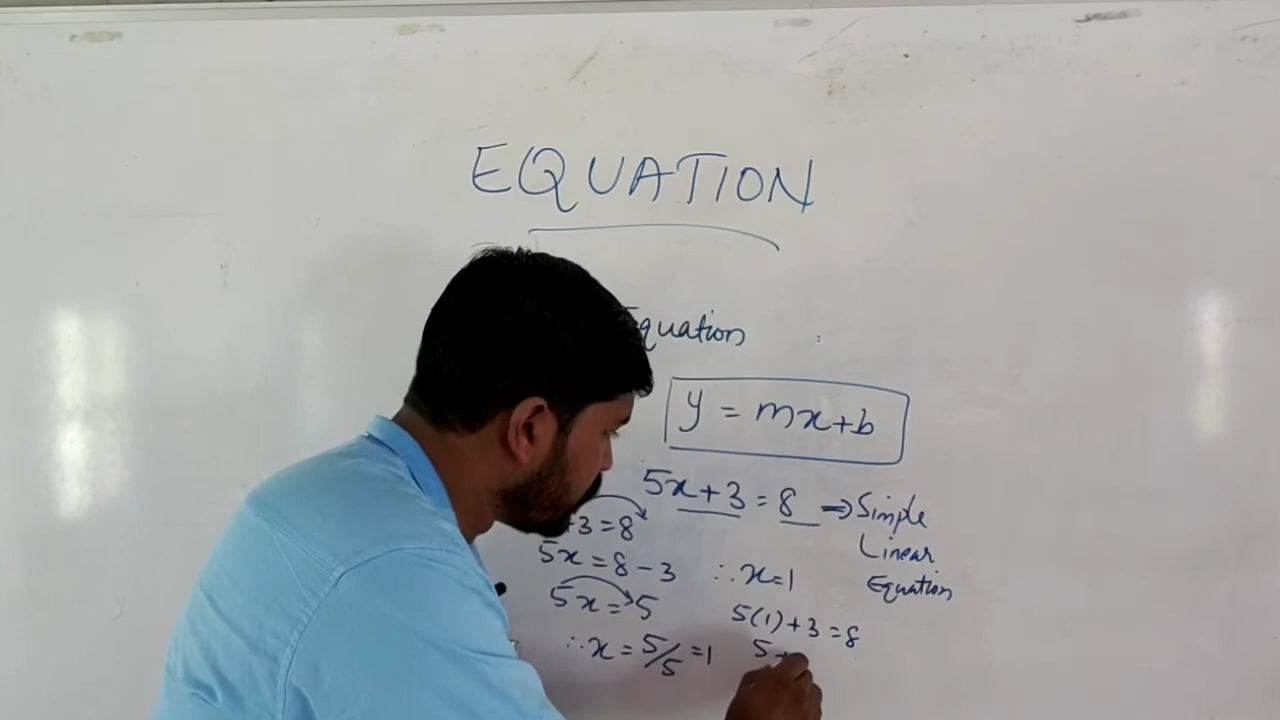 EQUATION
Equation :
y = mx+b
5x+3=8 ⇒ Simple
Linear
Equation
+3=8
5x=8-3
5x=5
∴x=5/5=1
∴x=1
5(1)+3=8
5+